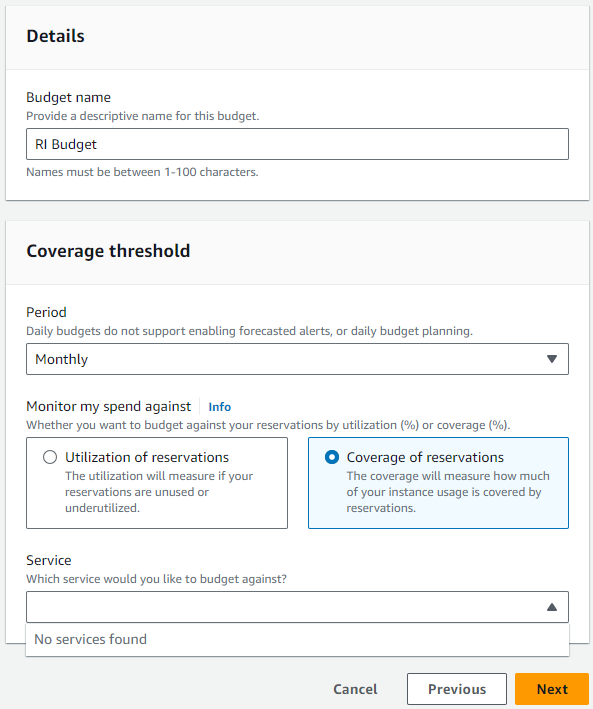 Details
Budget name
Provide a descriptive name for this budget.
RI Budget
Names must be between 1-100 characters.
Coverage threshold
Period
Daily budgets do not support enabling forecasted alerts, or daily budget planning.
Monthly
Monitor my spend against Info
Whether you want to budget against your reservations by utilization (%) or coverage (%).
Utilization of reservations
The utilization will measure if your
reservations are unused or
underutilized.
Coverage of reservations
The coverage will measure how much
of your instance usage is covered by
reservations.
Service
Which service would you like to budget against?
No services found
Cancel
Previous
Next